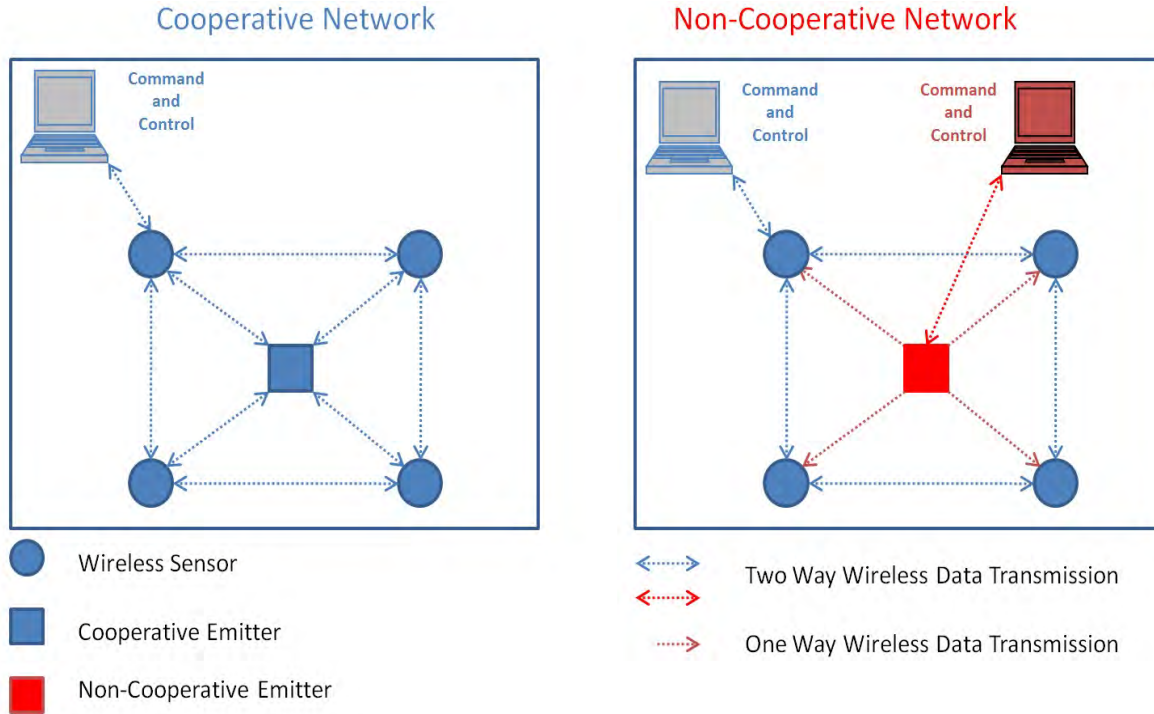 Cooperative Network
Non-Cooperative Network
Command
and
Control
Command
and
Control
Command
and
Control
Wireless Sensor
Cooperative Emitter
Non-Cooperative Emitter
Two Way Wireless Data Transmission
One Way Wireless Data Transmission